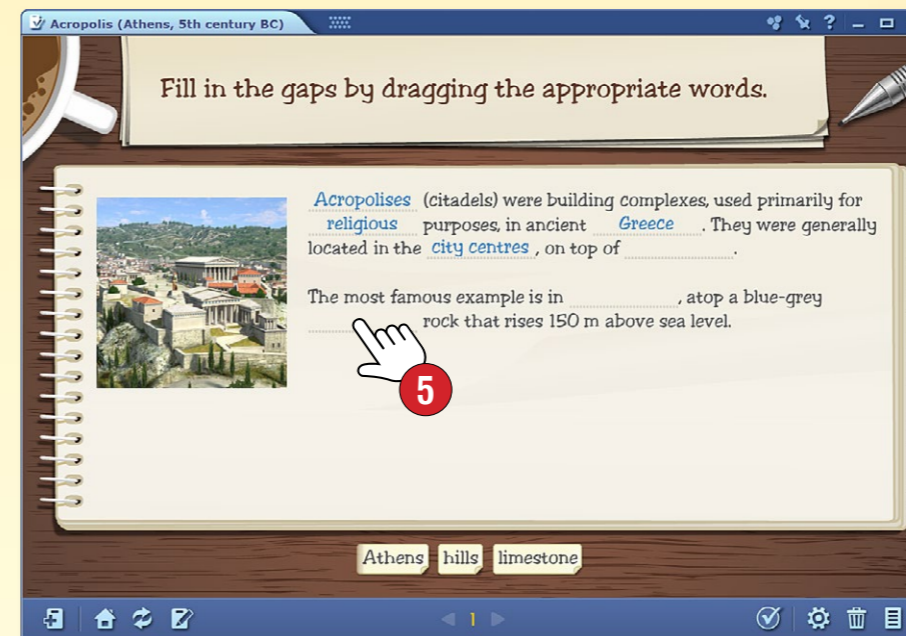 Acropolis (Athens, 5th century BC)
?
Fill in the gaps by dragging the appropriate words.
Acropolises (citadels) were building complexes, used primarily for
religious purposes, in ancient Greece . They were generally
located in the city centres , on top of .
The most famous example is in , atop a blue-grey
rock that rises 150 m above sea level.
5
Athens hills limestone
1